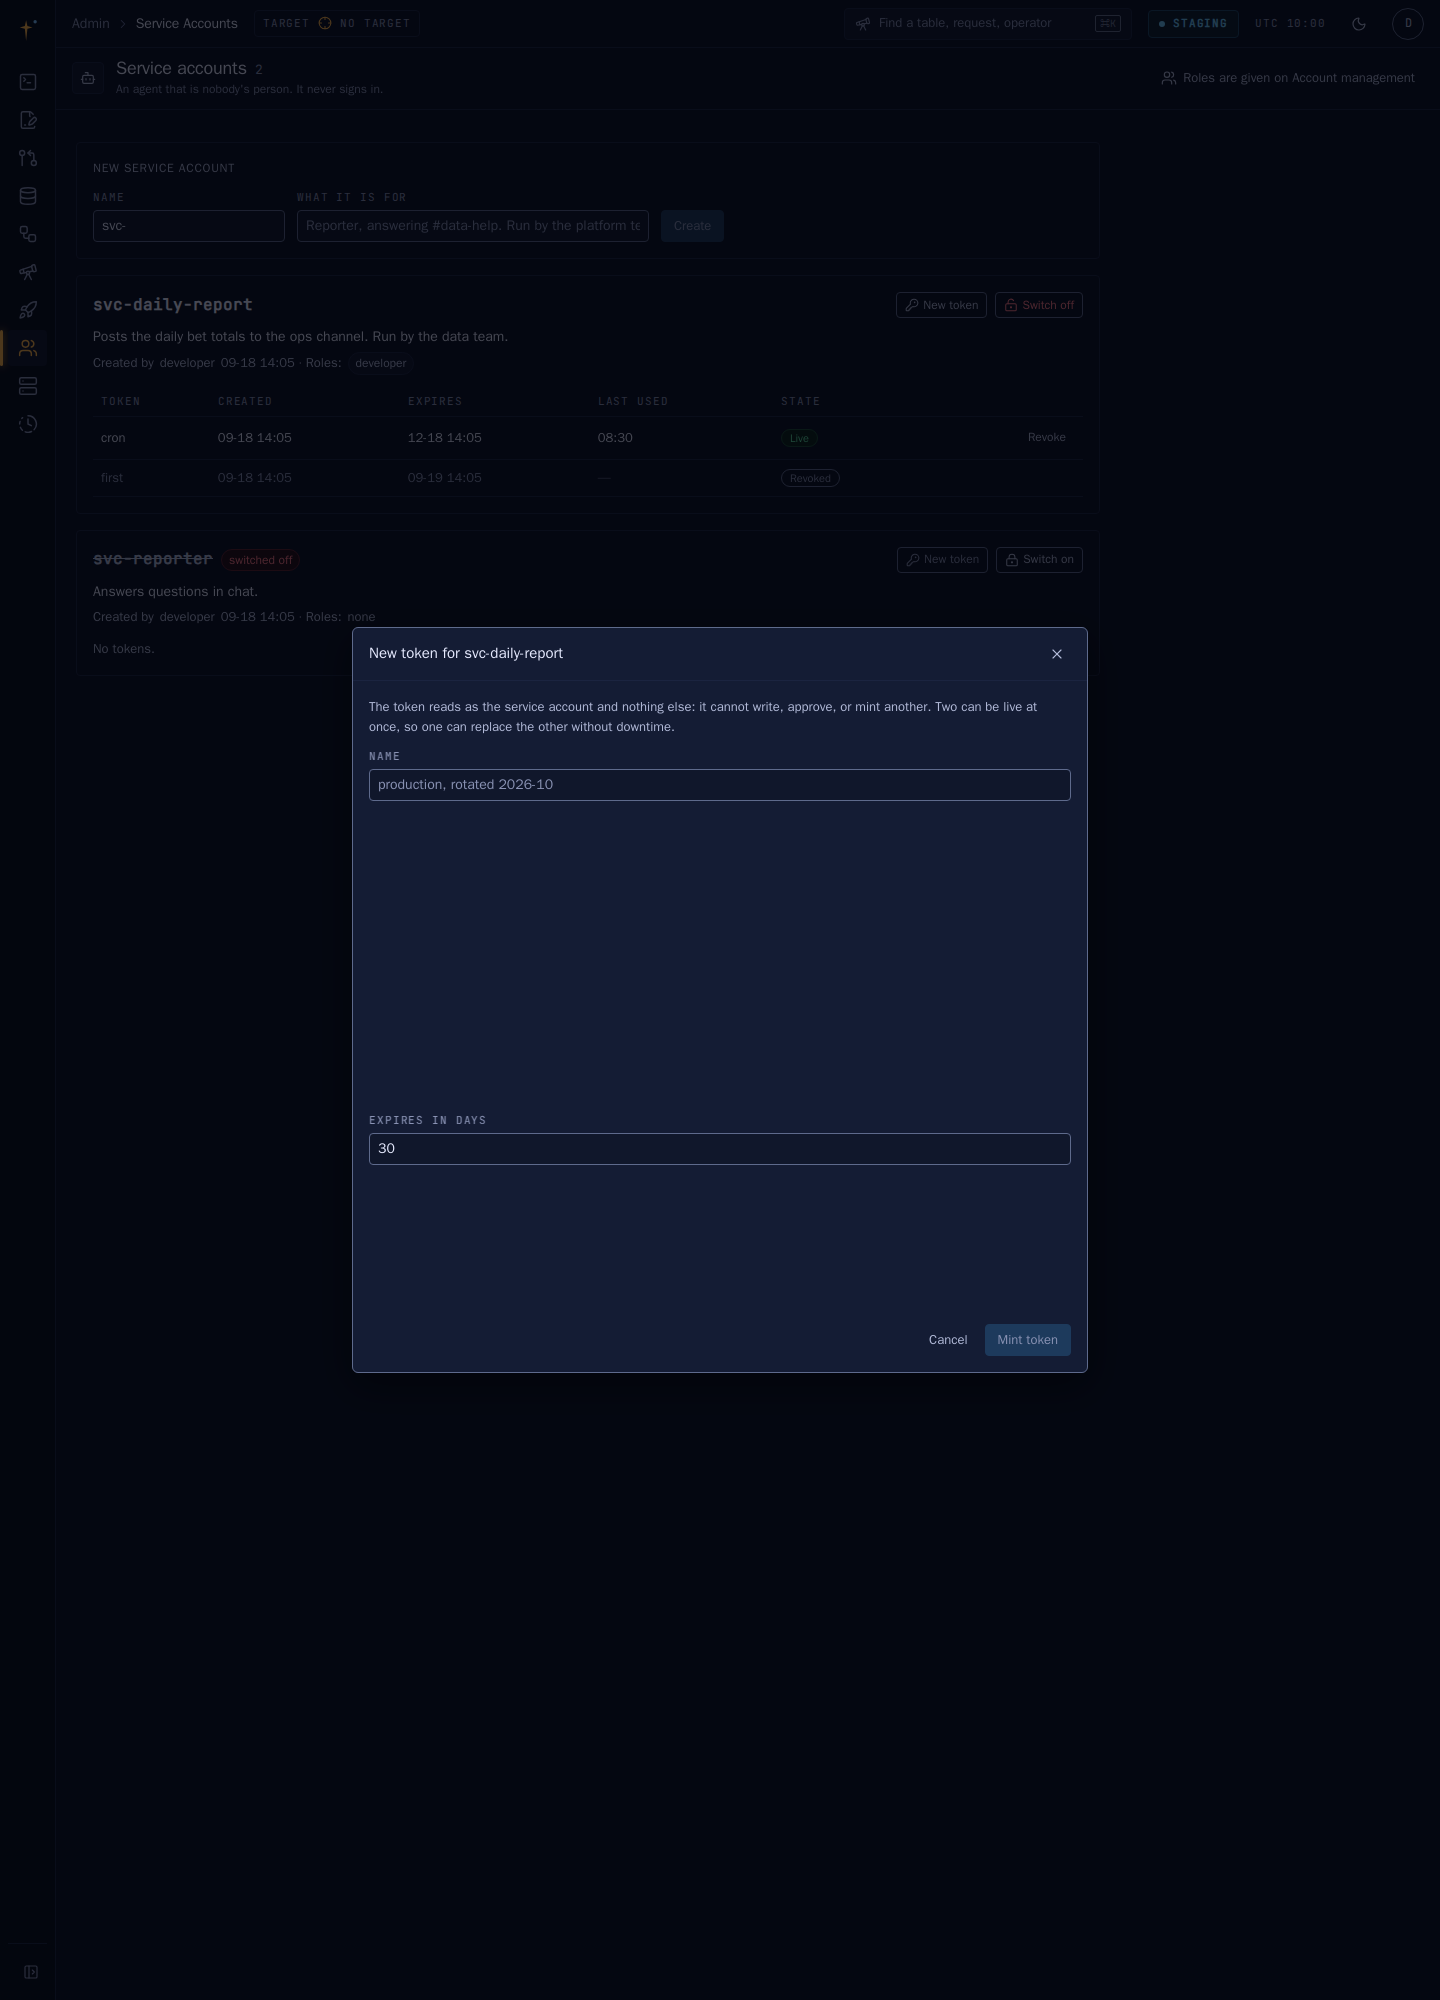 Admin > Service Accounts
TARGET NO TARGET
Find a table, request, operator
⌘K
STAGING
UTC 10:00
D
Service accounts 2
An agent that is nobody's person. It never signs in.
Roles are given on Account management
NEW SERVICE ACCOUNT
NAME
WHAT IT IS FOR
svc-
Reporter, answering #data-help. Run by the platform te
Create
svc-daily-report
New token
Switch off
Posts the daily bet totals to the ops channel. Run by the data team.
Created by developer 09-18 14:05 · Roles: developer
TOKEN CREATED EXPIRES LAST USED STATE
cron 09-18 14:05 12-18 14:05 08:30 Live Revoke
first 09-18 14:05 09-19 14:05 — Revoked
svc-reporter switched off
New token
Switch on
Answers questions in chat.
Created by developer 09-18 14:05 · Roles: none
No tokens.
New token for svc-daily-report
The token reads as the service account and nothing else: it cannot write, approve, or mint another. Two can be live at
once, so one can replace the other without downtime.
NAME
production, rotated 2026-10
EXPIRES IN DAYS
30
Cancel
Mint token